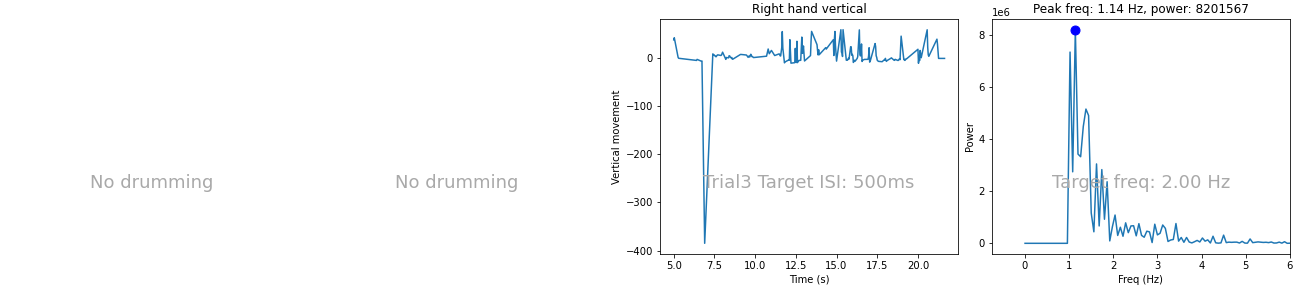 No drumming
No drumming
Right hand vertical
Vertical movement
0
−100
−200
−300
−400
Trial3 Target ISI: 500ms
5.0 7.5 10.0 12.5 15.0 17.5 20.0
Time (s)
Peak freq: 1.14 Hz, power: 8201567
1e6
Power
8
6
4
2
0
Target freq: 2.00 Hz
0 1 2 3 4 5 6
Freq (Hz)